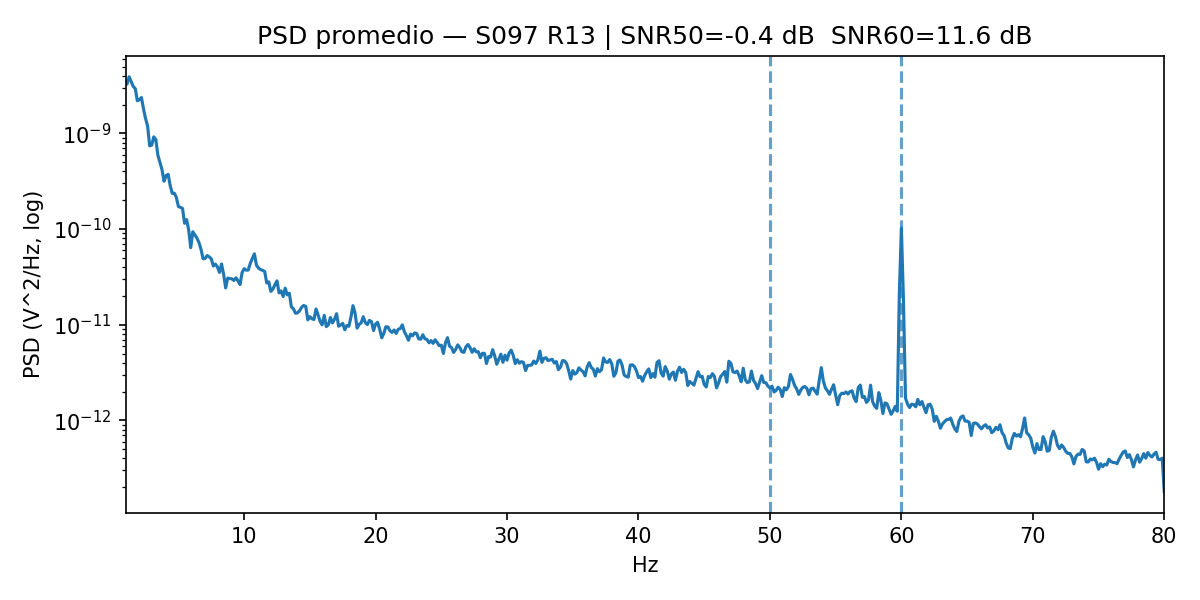 PSD promedio — S097 R13 | SNR50=-0.4 dB  SNR60=11.6 dB
PSD (V^2/Hz, log)
10⁻⁹
10⁻¹⁰
10⁻¹¹
10⁻¹²
10 20 30 40 50 60 70 80
Hz